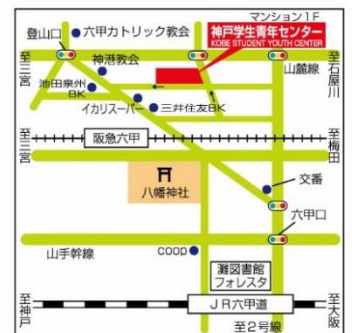 マンション1F
登山口
六甲カトリック教会
神戸学生青年センター
KOBE STUDENT YOUTH CENTER
至三宮
神港教会
至石屋川
山麓線
池田泉州
BK
イカリスーパー
三井住友BK
阪急六甲
至三宮
至梅田
八幡神社
交番
六甲口
山手幹線
coop
灘図書館
フォレスタ
至神戸
JR六甲道
至大阪
至2号線